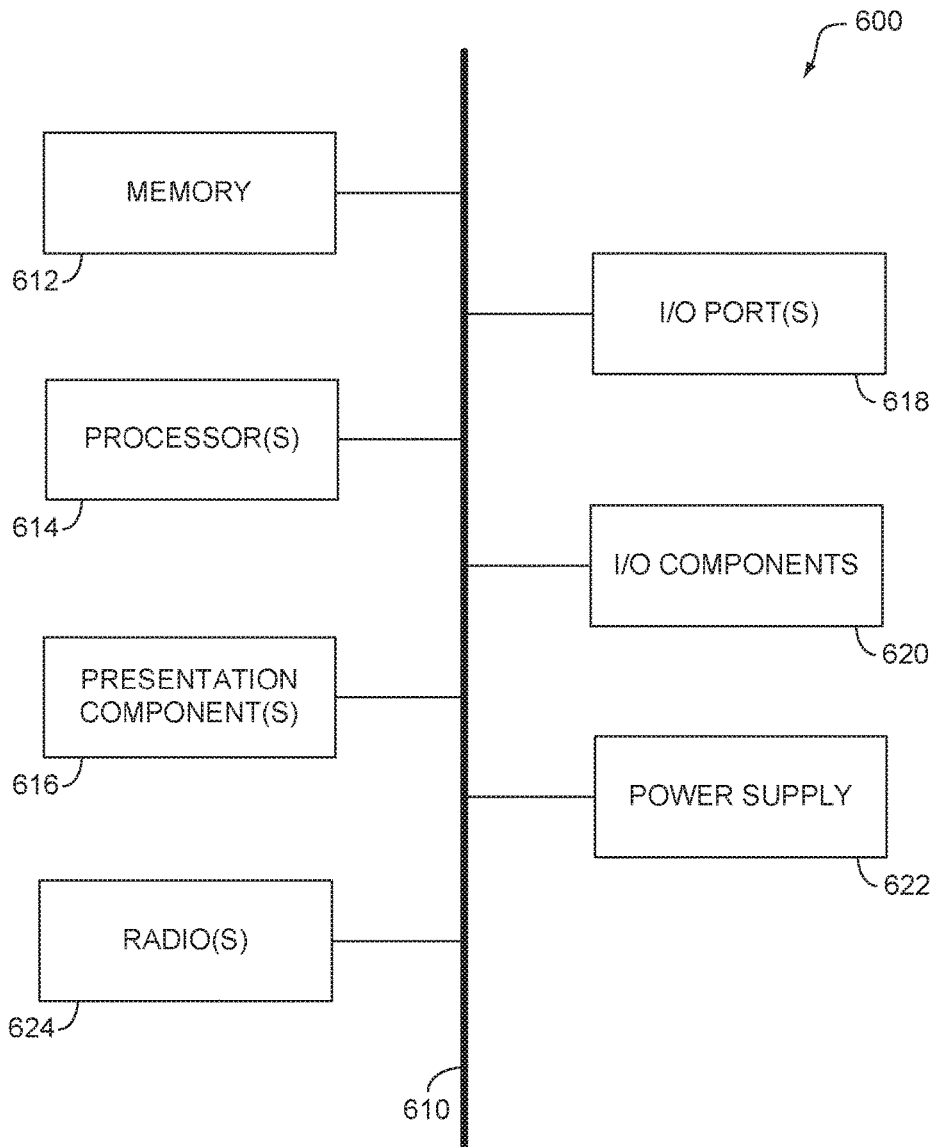 600
MEMORY
612
I/O PORT(S)
618
PROCESSOR(S)
614
I/O COMPONENTS
620
PRESENTATION
COMPONENT(S)
616
POWER SUPPLY
622
RADIO(S)
624
610